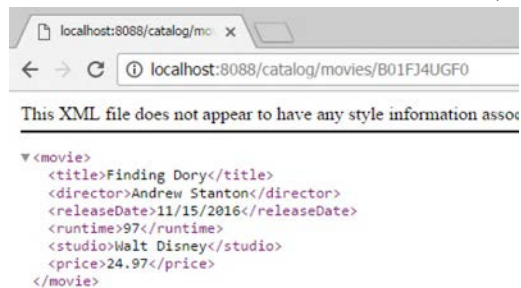 localhost:8088/catalog/mo
localhost:8088/catalog/movies/B01FJ4UGF0
This XML file does not appear to have any style information assoc
<movie>
<title>Finding Dory</title>
<director>Andrew Stanton</director>
<releaseDate>11/15/2016</releaseDate>
<runtime>97</runtime>
<studio>Walt Disney</studio>
<price>24.97</price>
</movie>